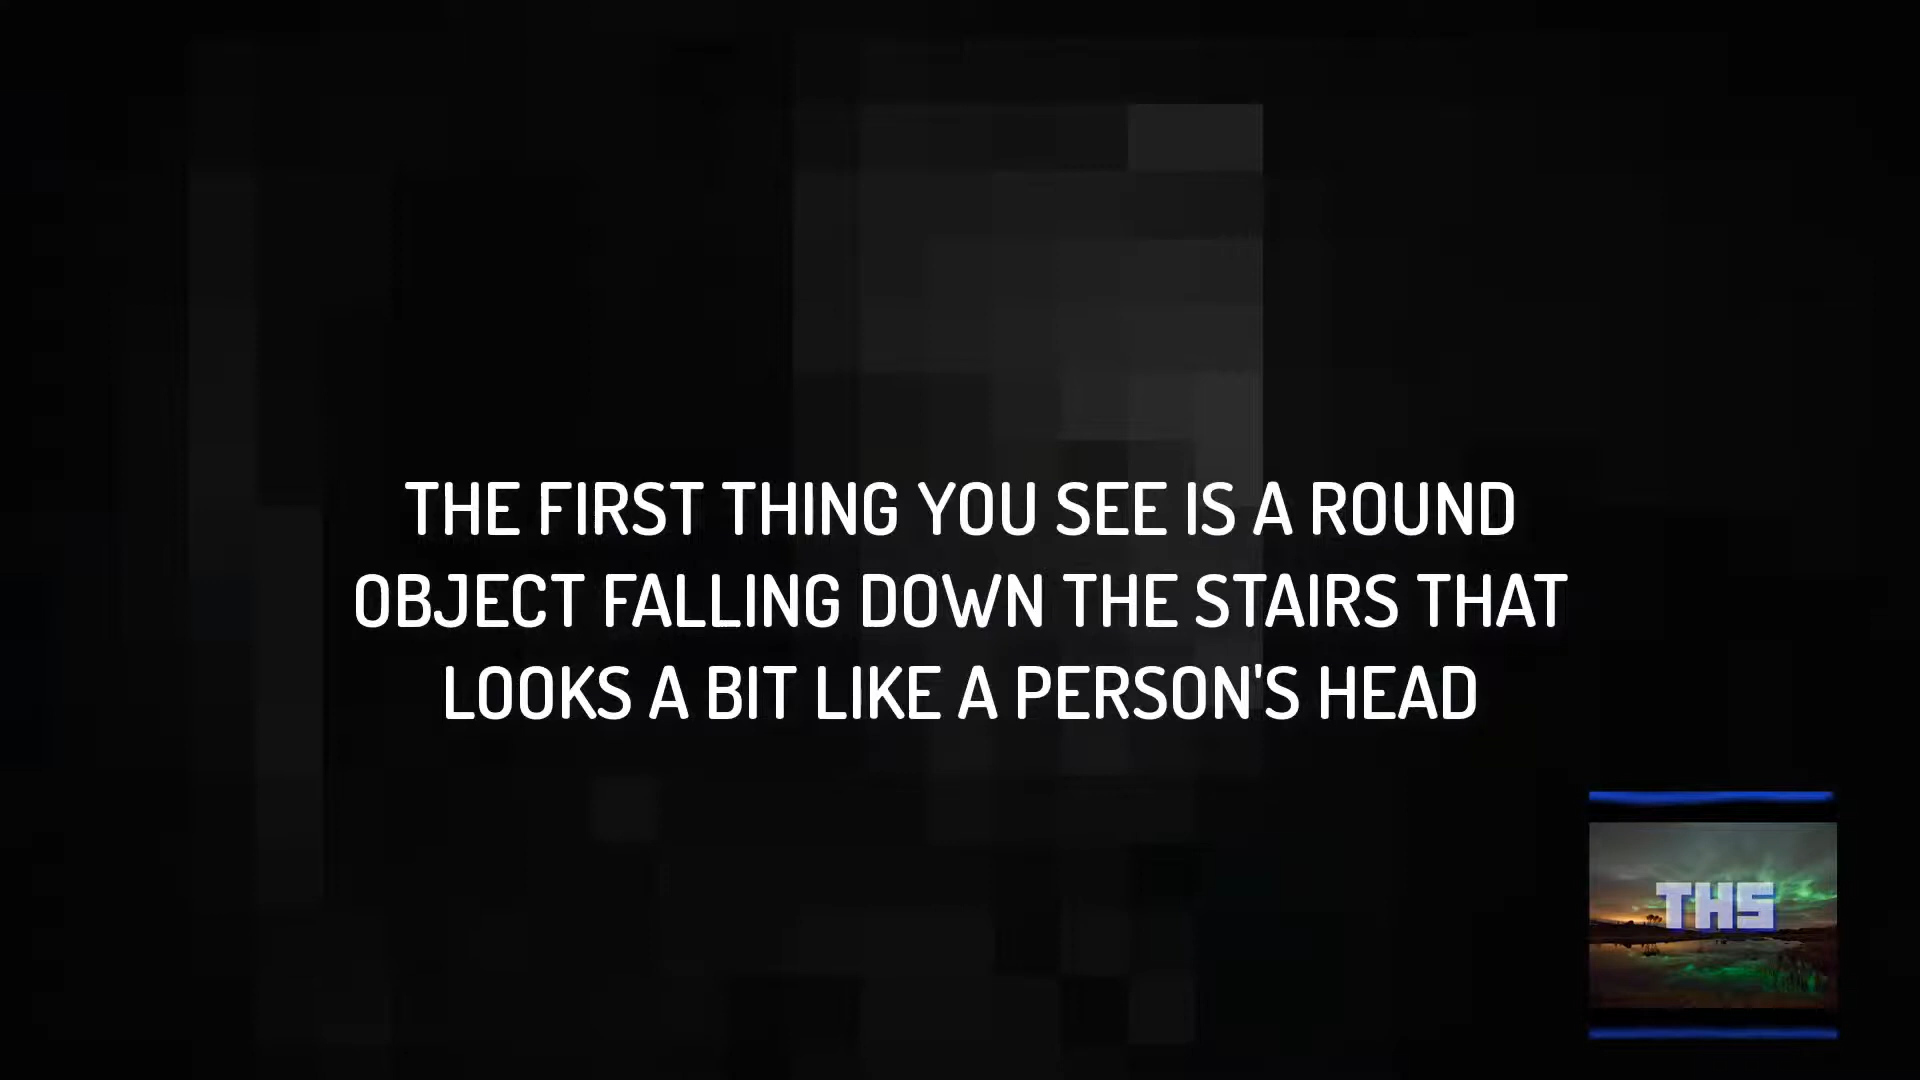 THE FIRST THING YOU SEE IS A ROUND
OBJECT FALLING DOWN THE STAIRS THAT
LOOKS A BIT LIKE A PERSON'S HEAD
THS